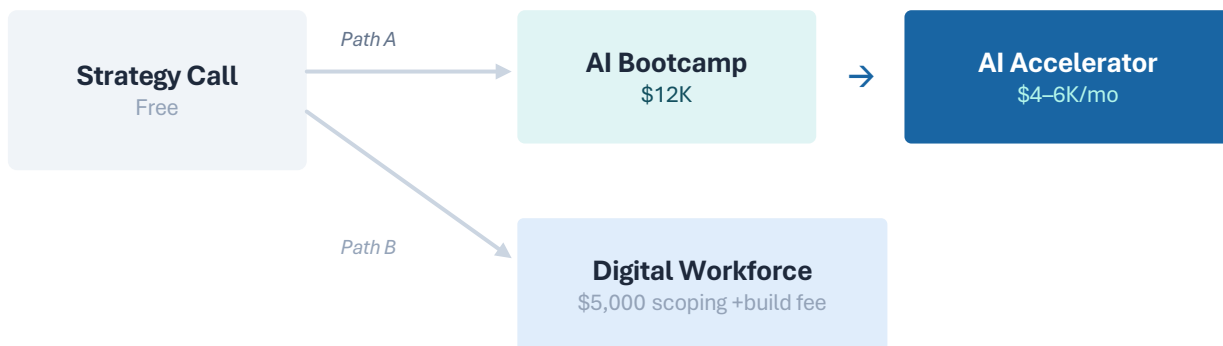 Strategy Call
Free
Path A
AI Bootcamp
$12K
AI Accelerator
$4–6K/mo
Path B
Digital Workforce
$5,000 scoping +build fee